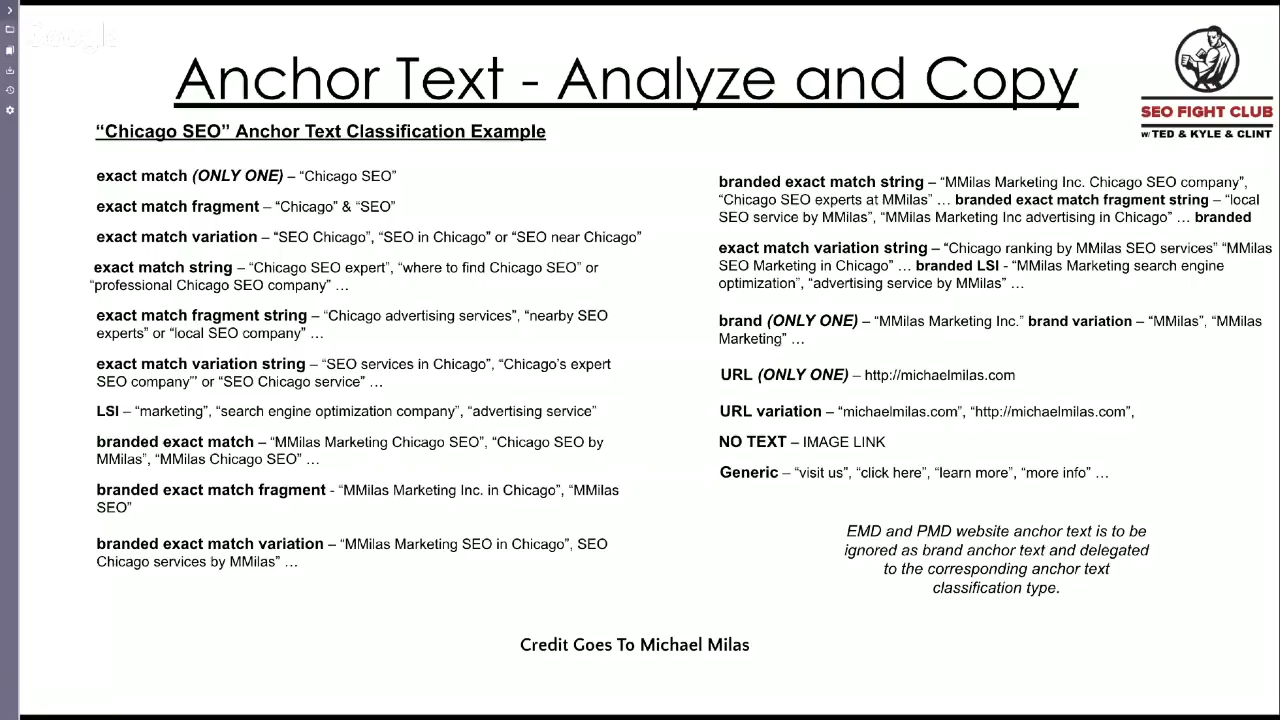 Google
Anchor Text - Analyze and Copy
SEO FIGHT CLUB
w/ TED & KYLE & CLINT
“Chicago SEO” Anchor Text Classification Example
exact match (ONLY ONE) – “Chicago SEO”
exact match fragment – “Chicago” & “SEO”
exact match variation – “SEO Chicago”, “SEO in Chicago” or “SEO near Chicago”
exact match string – “Chicago SEO expert”, “where to find Chicago SEO” or
“professional Chicago SEO company” …
exact match fragment string – “Chicago advertising services”, “nearby SEO
experts” or “local SEO company” …
exact match variation string – “SEO services in Chicago”, “Chicago’s expert
SEO company”’ or “SEO Chicago service” …
LSI – “marketing”, “search engine optimization company”, “advertising service”
branded exact match – “MMilas Marketing Chicago SEO”, “Chicago SEO by
MMilas”, “MMilas Chicago SEO” …
branded exact match fragment - “MMilas Marketing Inc. in Chicago”, “MMilas
SEO”
branded exact match variation – “MMilas Marketing SEO in Chicago”, SEO
Chicago services by MMilas” …
branded exact match string – “MMilas Marketing Inc. Chicago SEO company”,
“Chicago SEO experts at MMilas” … branded exact match fragment string – “local
SEO service by MMilas”, “MMilas Marketing Inc advertising in Chicago” … branded
exact match variation string – “Chicago ranking by MMilas SEO services” “MMilas
SEO Marketing in Chicago” … branded LSI - “MMilas Marketing search engine
optimization”, “advertising service by MMilas” …
brand (ONLY ONE) – “MMilas Marketing Inc.” brand variation – “MMilas”, “MMilas
Marketing” …
URL (ONLY ONE) – http://michaelmilas.com
URL variation – “michaelmilas.com”, “http://michaelmilas.com”,
NO TEXT – IMAGE LINK
Generic – “visit us”, “click here”, “learn more”, “more info” …
EMD and PMD website anchor text is to be
ignored as brand anchor text and delegated
to the corresponding anchor text
classification type.
Credit Goes To Michael Milas